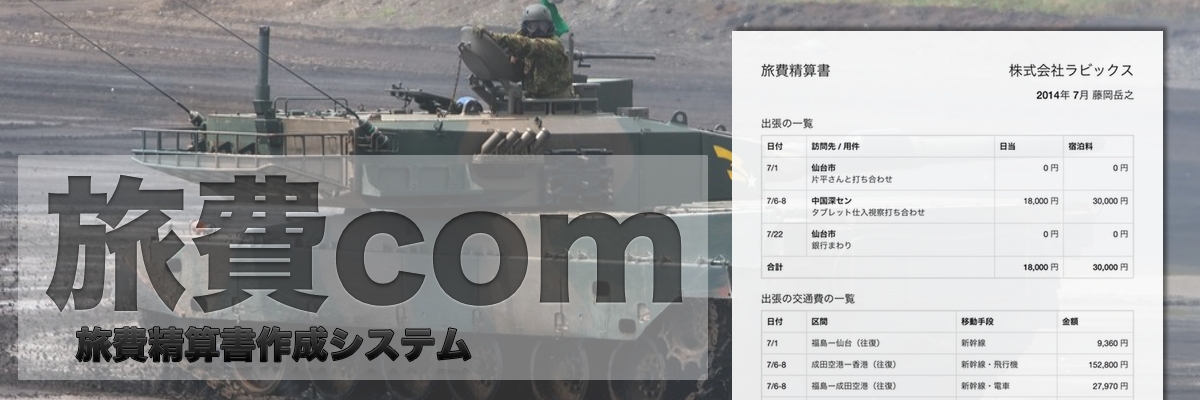 旅費com
旅費精算書作成システム
旅費精算書 株式会社ラビックス
2014年 7月 藤岡岳之
出張の一覧
日付 訪問先 / 用件 日当 宿泊料
7/1 仙台市 0 円 0 円
片平さんと打ち合わせ
7/6-8 中国深セン 18,000 円 30,000 円
タブレット仕入視察打ち合わせ
7/22 仙台市 0 円 0 円
銀行まわり
合計 18,000 円 30,000 円
出張の交通費の一覧
日付 区間 移動手段 金額
7/1 福島ー仙台（往復） 新幹線 9,360 円
7/6-8 成田空港ー香港（往復） 新幹線・飛行機 152,800 円
7/6-8 福島ー成田空港（往復） 新幹線・電車 27,970 円